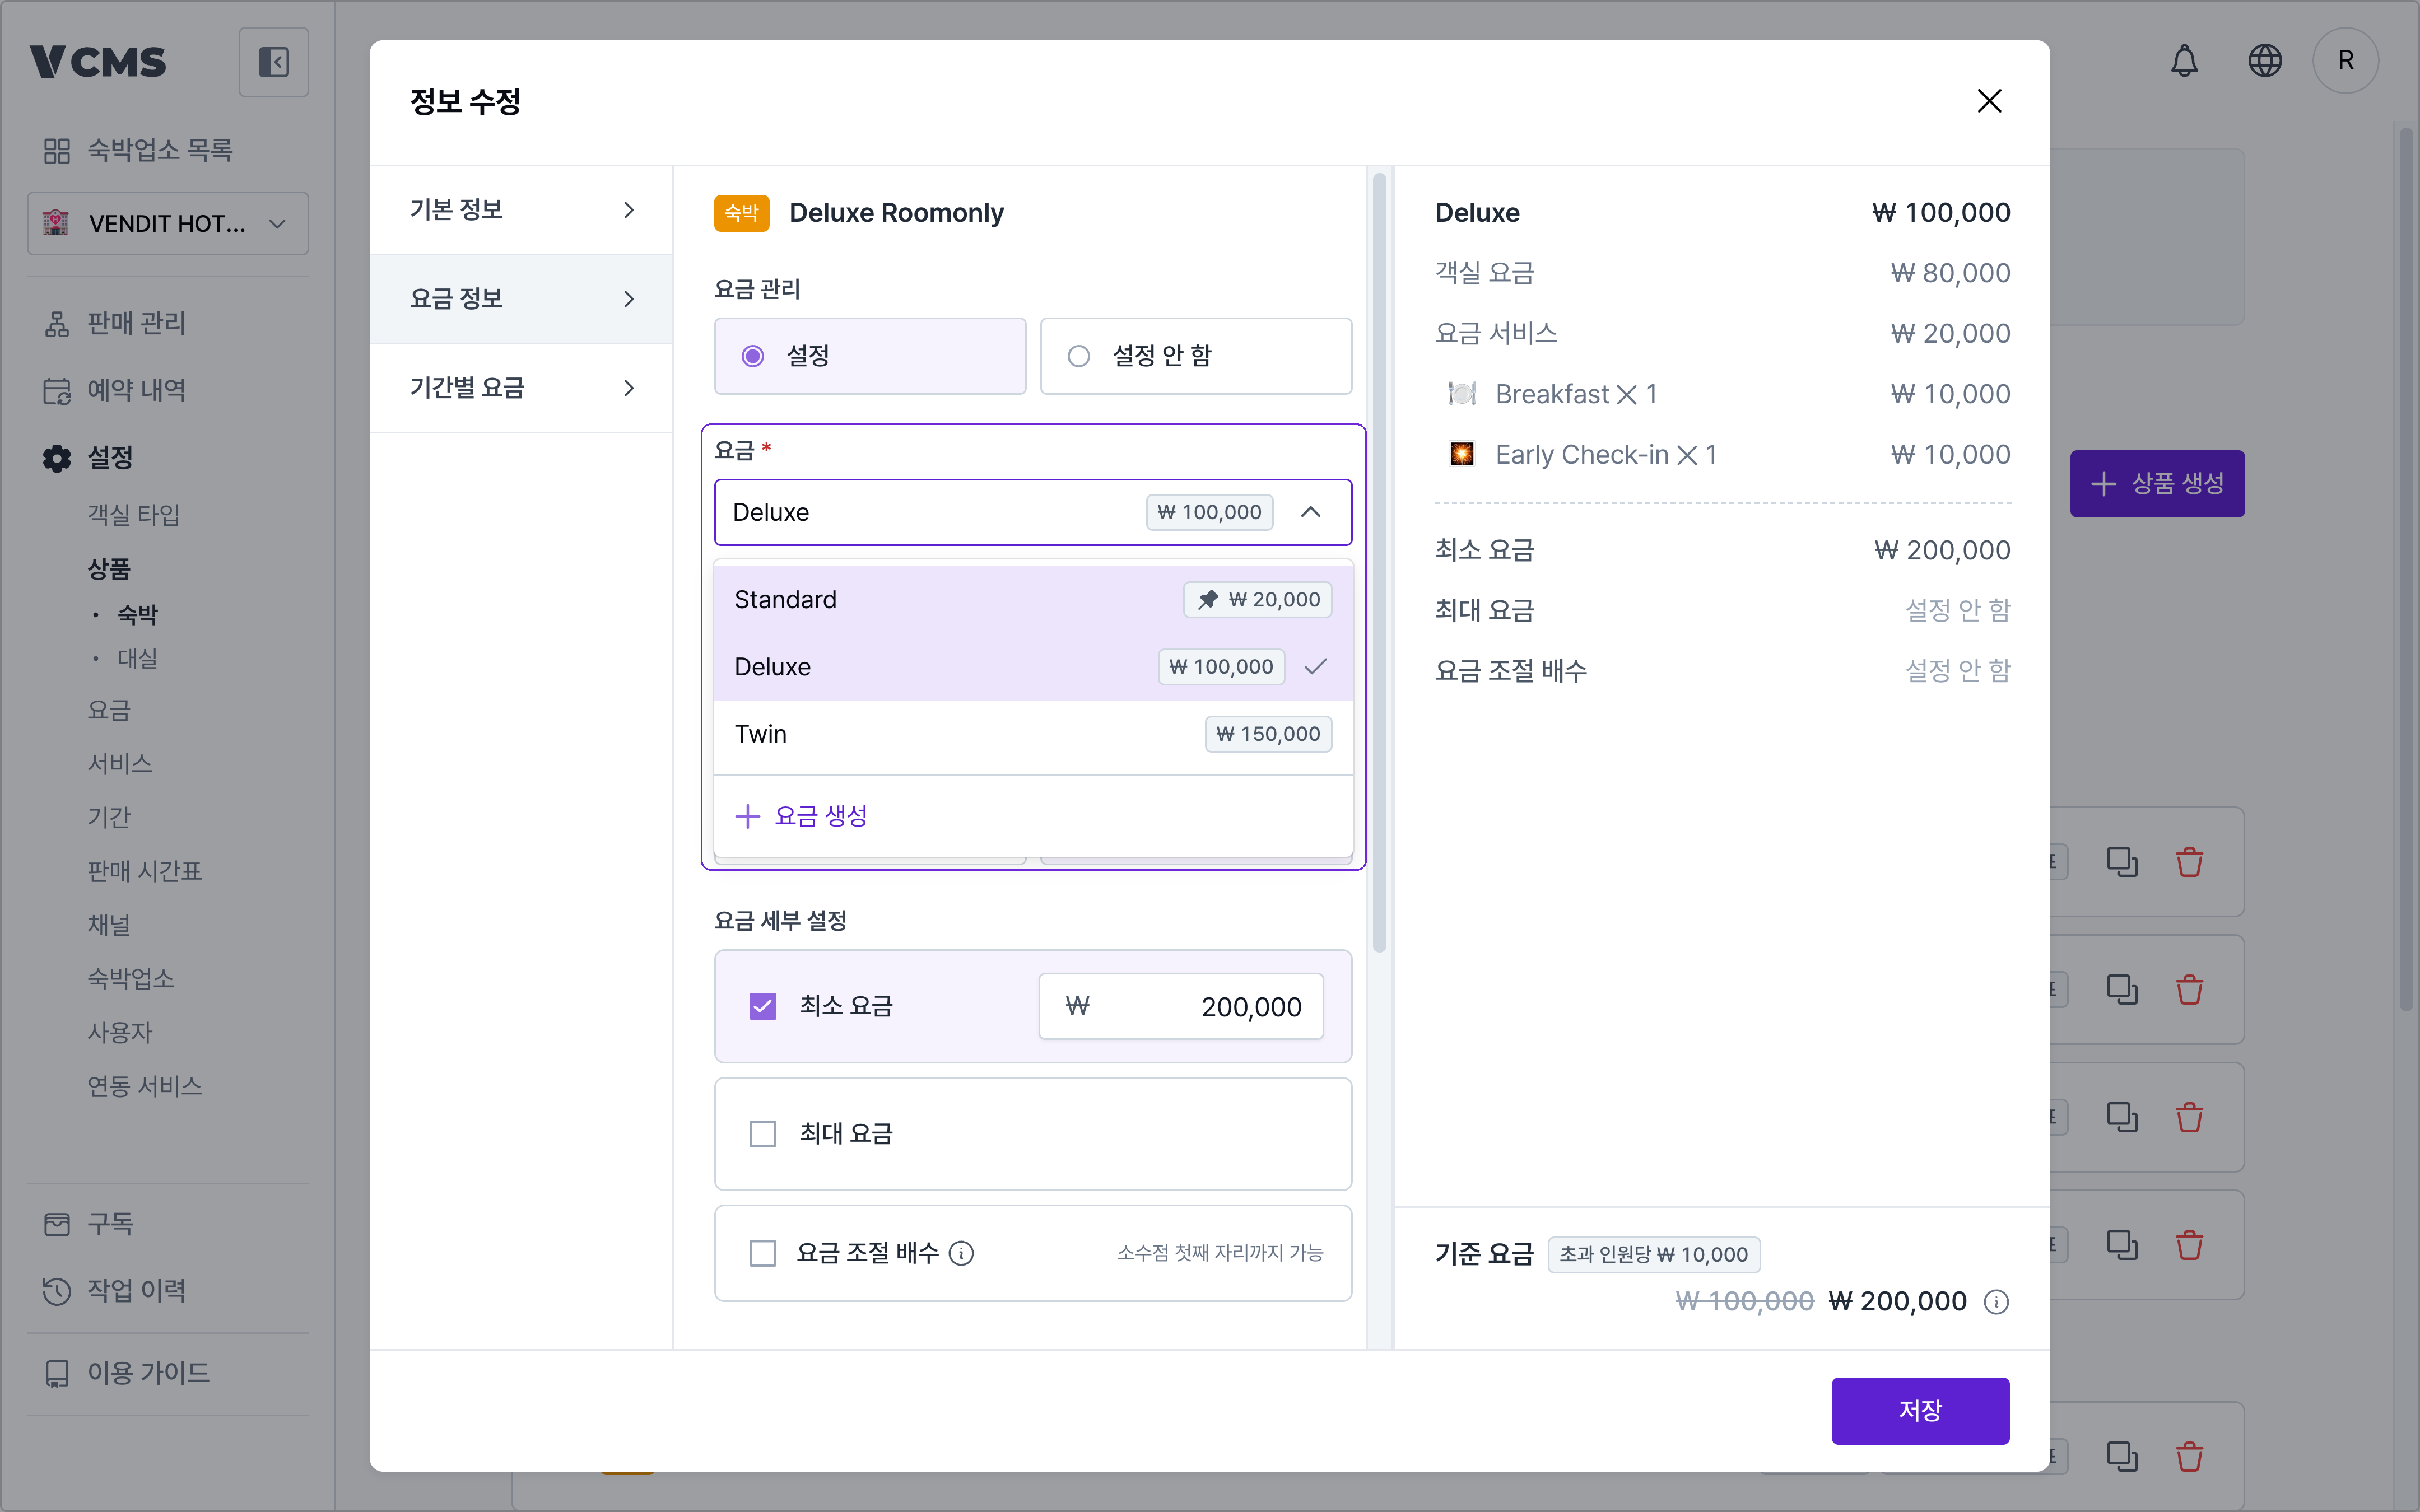 VCMS
숙박업소 목록
VENDIT HOT...
판매 관리
예약 내역
설정
객실 타입
상품
• 숙박
• 대실
요금
서비스
기간
판매 시간표
채널
숙박업소
사용자
연동 서비스
구독
작업 이력
이용 가이드
R
상품 생성
정보 수정
기본 정보
요금 정보
기간별 요금
숙박 Deluxe Roomonly
요금 관리
설정
설정 안 함
요금 *
Deluxe ₩ 100,000
Standard ₩ 20,000
Deluxe ₩ 100,000
Twin ₩ 150,000
요금 생성
요금 세부 설정
최소 요금 ₩ 200,000
최대 요금
요금 조절 배수 소수점 첫째 자리까지 가능
Deluxe ₩ 100,000
객실 요금 ₩ 80,000
요금 서비스 ₩ 20,000
Breakfast × 1 ₩ 10,000
Early Check-in × 1 ₩ 10,000
최소 요금 ₩ 200,000
최대 요금 설정 안 함
요금 조절 배수 설정 안 함
기준 요금 초과 인원당 ₩ 10,000
₩ 100,000 ₩ 200,000
저장